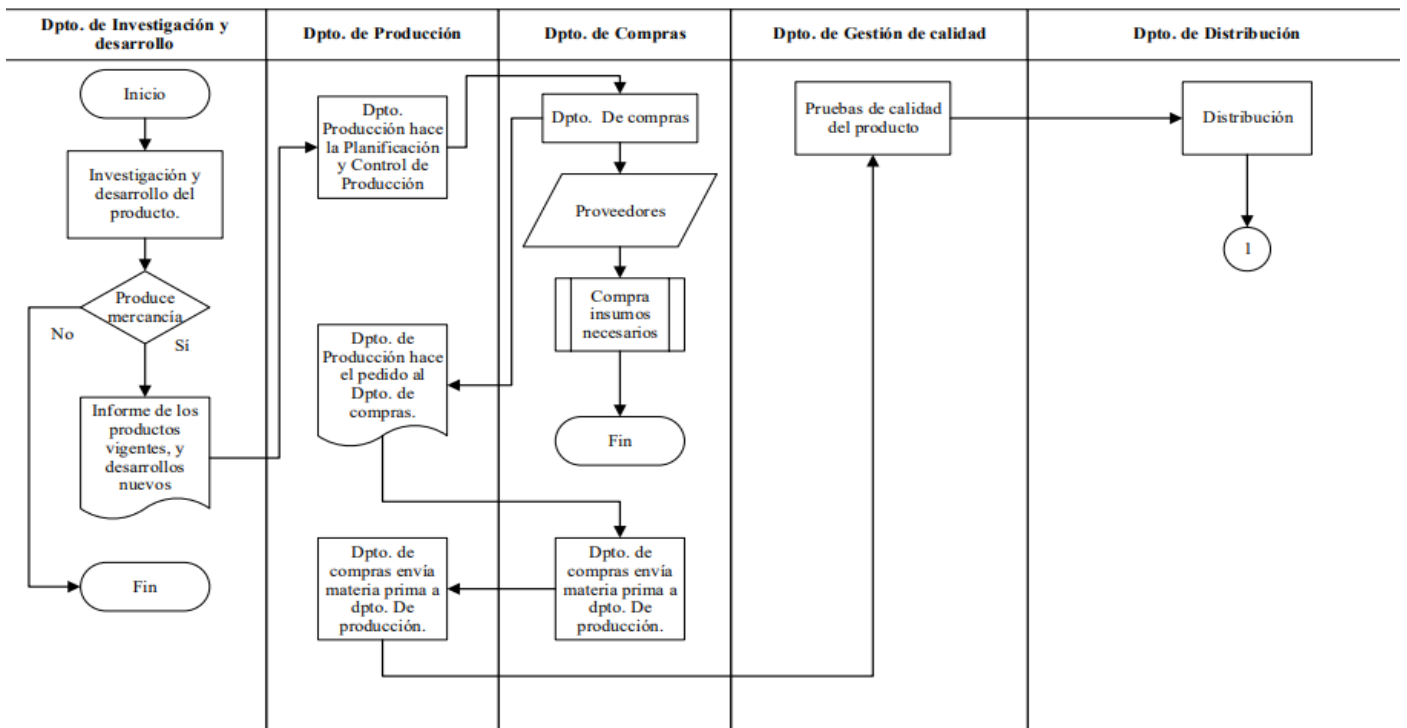 Dpto. de Investigación y
desarrollo
Dpto. de Producción
Dpto. de Compras
Dpto. de Gestión de calidad
Dpto. de Distribución
Inicio
Investigación y
desarrollo del
producto.
Produce
mercancía
No
Sí
Informe de los
productos
vigentes, y
desarrollos
nuevos
Fin
Dpto.
Producción hace
la Planificación
y Control de
Producción
Dpto. de
Producción hace
el pedido al
Dpto. de
compras.
Dpto. de
compras envía
materia prima a
dpto. De
producción.
Dpto. De compras
Proveedores
Compra
insumos
necesarios
Fin
Dpto. de
compras envía
materia prima a
dpto. De
producción.
Pruebas de calidad
del producto
Distribución
1